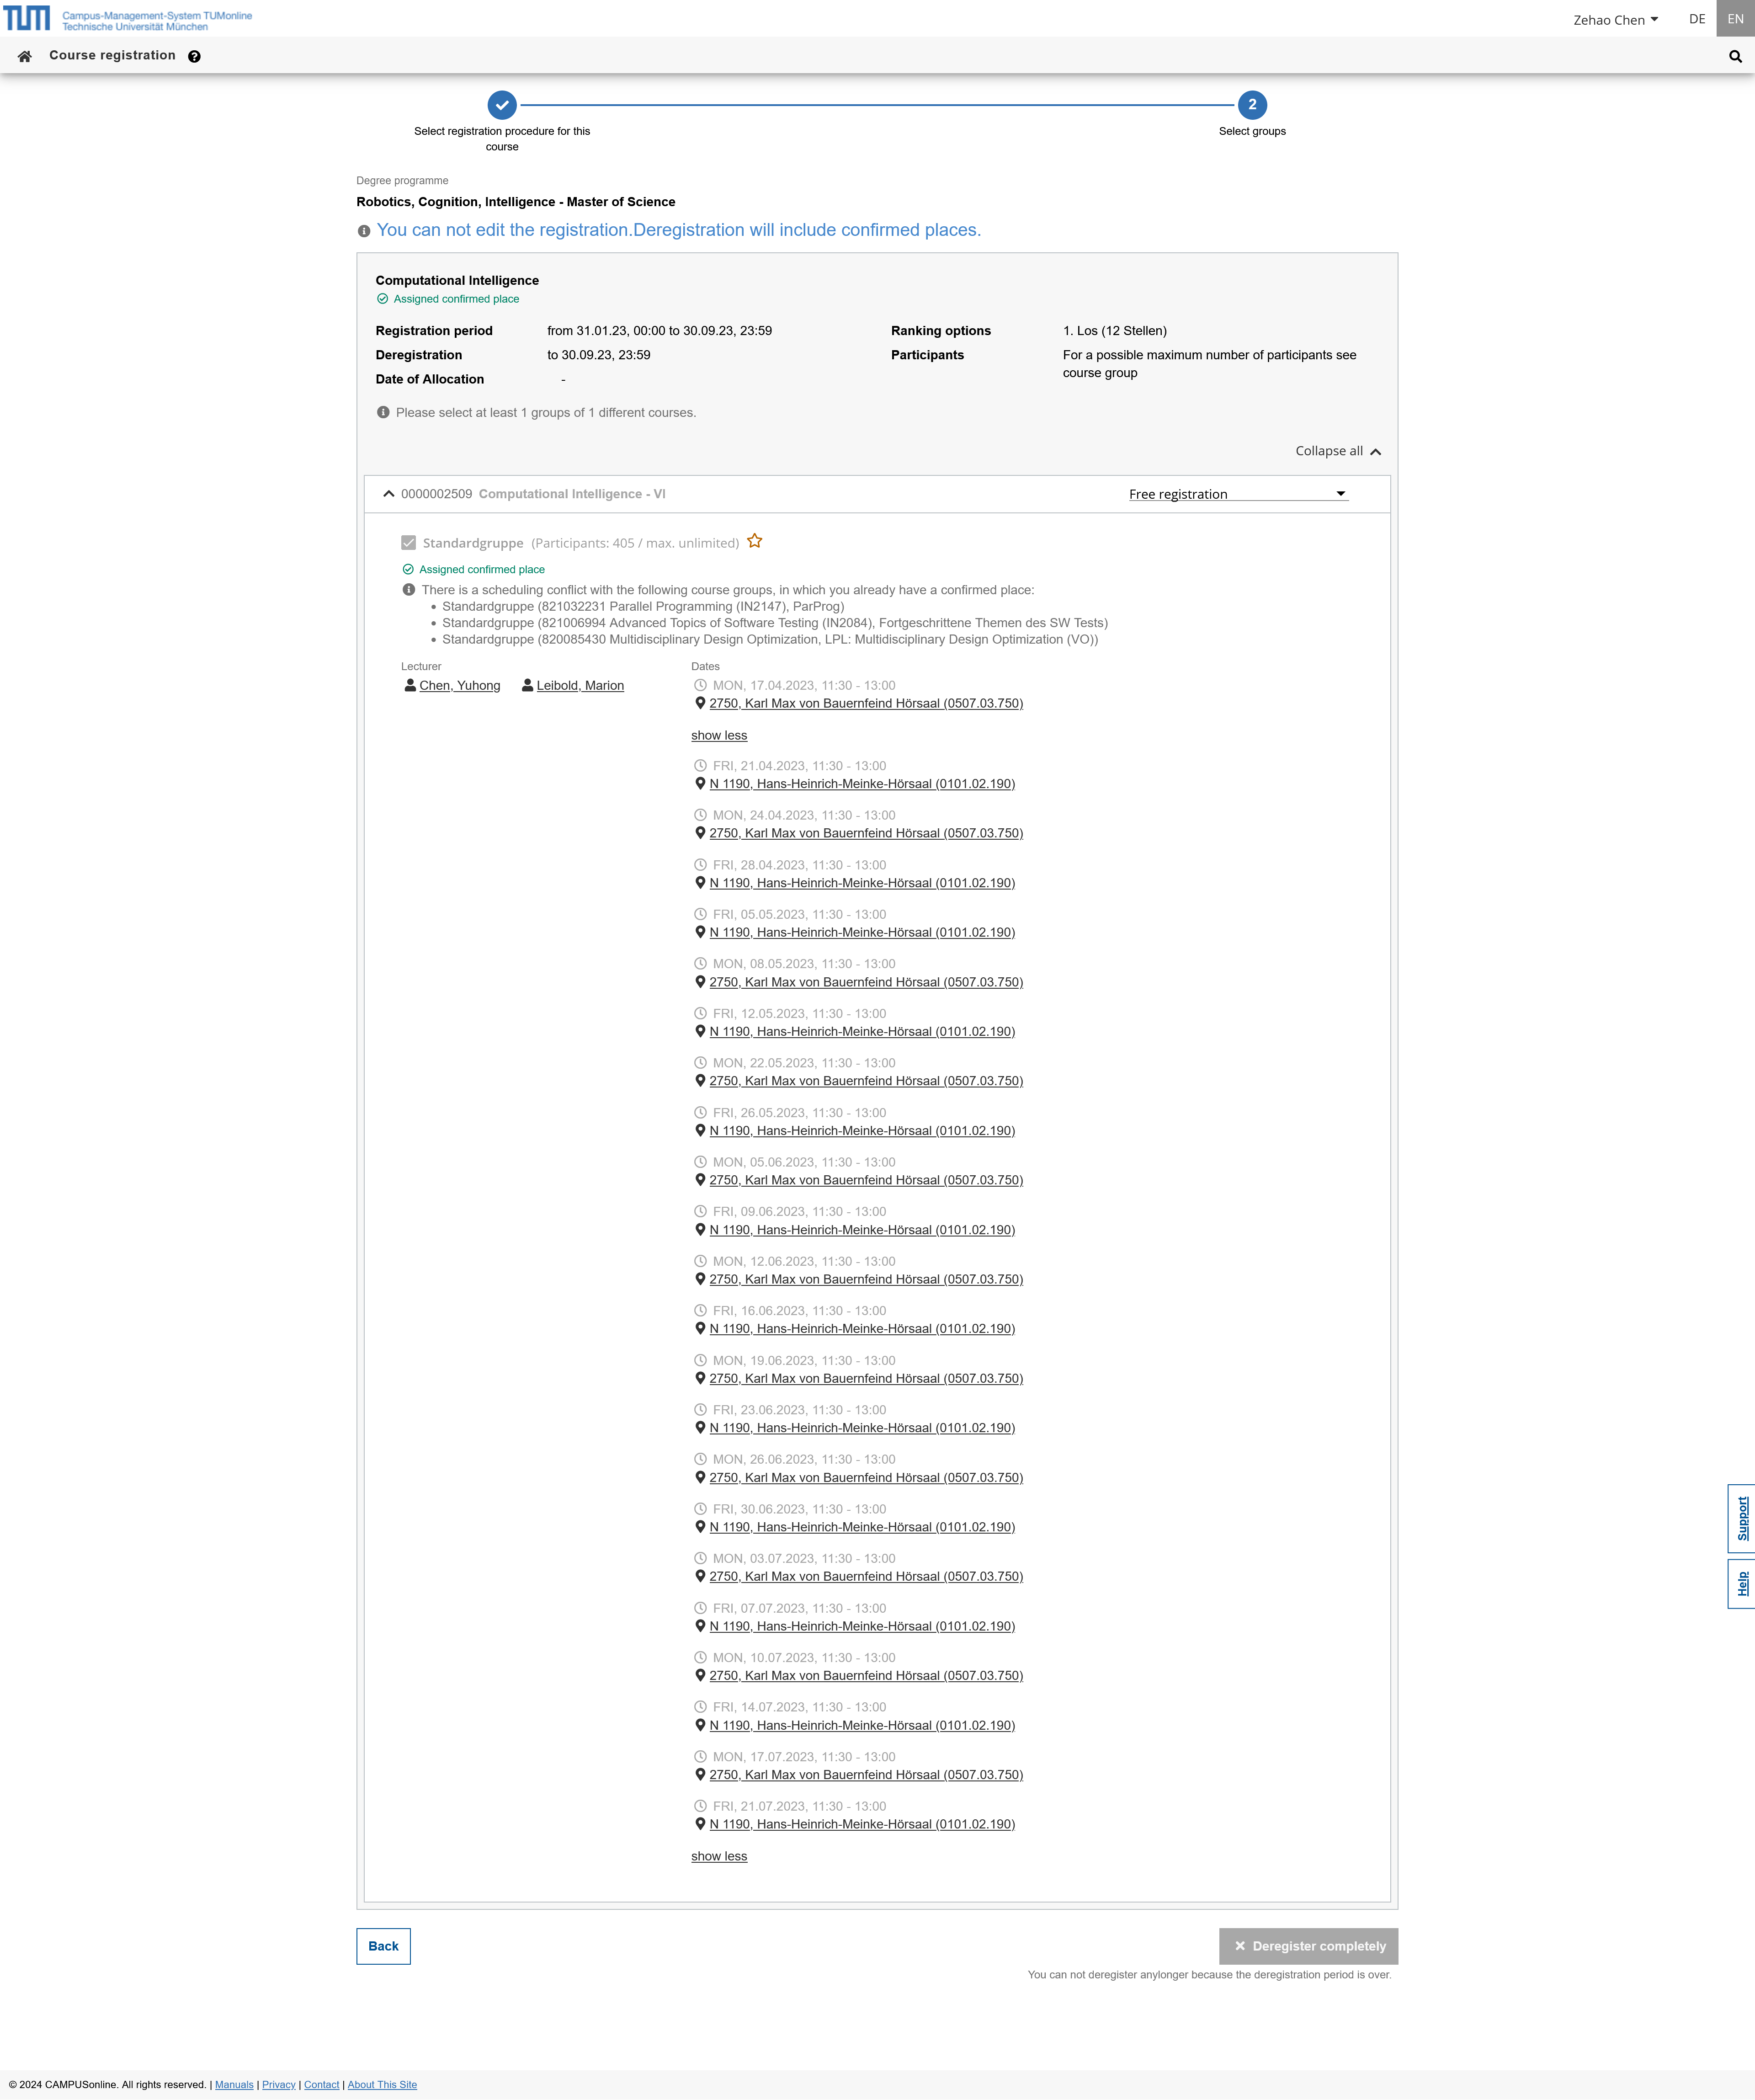 TUM Campus-Management-System TUMonline
Technische Universität München
Zehao Chen DE EN
Course registration ?
2
Select registration procedure for this
course
Select groups
Degree programme
Robotics, Cognition, Intelligence - Master of Science
You can not edit the registration.Deregistration will include confirmed places.
Computational Intelligence
Assigned confirmed place
Registration period from 31.01.23, 00:00 to 30.09.23, 23:59
Deregistration to 30.09.23, 23:59
Date of Allocation -
Ranking options 1. Los (12 Stellen)
Participants For a possible maximum number of participants see
course group
Please select at least 1 groups of 1 different courses.
Collapse all
0000002509 Computational Intelligence - VI Free registration
Standardgruppe (Participants: 405 / max. unlimited)
Assigned confirmed place
There is a scheduling conflict with the following course groups, in which you already have a confirmed place:
Standardgruppe (821032231 Parallel Programming (IN2147), ParProg)
Standardgruppe (821006994 Advanced Topics of Software Testing (IN2084), Fortgeschrittene Themen des SW Tests)
Standardgruppe (820085430 Multidisciplinary Design Optimization, LPL: Multidisciplinary Design Optimization (VO))
Lecturer
Chen, Yuhong Leibold, Marion
Dates
MON, 17.04.2023, 11:30 - 13:00
2750, Karl Max von Bauernfeind Hörsaal (0507.03.750)
show less
FRI, 21.04.2023, 11:30 - 13:00
N 1190, Hans-Heinrich-Meinke-Hörsaal (0101.02.190)
MON, 24.04.2023, 11:30 - 13:00
2750, Karl Max von Bauernfeind Hörsaal (0507.03.750)
FRI, 28.04.2023, 11:30 - 13:00
N 1190, Hans-Heinrich-Meinke-Hörsaal (0101.02.190)
FRI, 05.05.2023, 11:30 - 13:00
N 1190, Hans-Heinrich-Meinke-Hörsaal (0101.02.190)
MON, 08.05.2023, 11:30 - 13:00
2750, Karl Max von Bauernfeind Hörsaal (0507.03.750)
FRI, 12.05.2023, 11:30 - 13:00
N 1190, Hans-Heinrich-Meinke-Hörsaal (0101.02.190)
MON, 22.05.2023, 11:30 - 13:00
2750, Karl Max von Bauernfeind Hörsaal (0507.03.750)
FRI, 26.05.2023, 11:30 - 13:00
N 1190, Hans-Heinrich-Meinke-Hörsaal (0101.02.190)
MON, 05.06.2023, 11:30 - 13:00
2750, Karl Max von Bauernfeind Hörsaal (0507.03.750)
FRI, 09.06.2023, 11:30 - 13:00
N 1190, Hans-Heinrich-Meinke-Hörsaal (0101.02.190)
MON, 12.06.2023, 11:30 - 13:00
2750, Karl Max von Bauernfeind Hörsaal (0507.03.750)
FRI, 16.06.2023, 11:30 - 13:00
N 1190, Hans-Heinrich-Meinke-Hörsaal (0101.02.190)
MON, 19.06.2023, 11:30 - 13:00
2750, Karl Max von Bauernfeind Hörsaal (0507.03.750)
FRI, 23.06.2023, 11:30 - 13:00
N 1190, Hans-Heinrich-Meinke-Hörsaal (0101.02.190)
MON, 26.06.2023, 11:30 - 13:00
2750, Karl Max von Bauernfeind Hörsaal (0507.03.750)
FRI, 30.06.2023, 11:30 - 13:00
N 1190, Hans-Heinrich-Meinke-Hörsaal (0101.02.190)
MON, 03.07.2023, 11:30 - 13:00
2750, Karl Max von Bauernfeind Hörsaal (0507.03.750)
FRI, 07.07.2023, 11:30 - 13:00
N 1190, Hans-Heinrich-Meinke-Hörsaal (0101.02.190)
MON, 10.07.2023, 11:30 - 13:00
2750, Karl Max von Bauernfeind Hörsaal (0507.03.750)
FRI, 14.07.2023, 11:30 - 13:00
N 1190, Hans-Heinrich-Meinke-Hörsaal (0101.02.190)
MON, 17.07.2023, 11:30 - 13:00
2750, Karl Max von Bauernfeind Hörsaal (0507.03.750)
FRI, 21.07.2023, 11:30 - 13:00
N 1190, Hans-Heinrich-Meinke-Hörsaal (0101.02.190)
show less
Support
Help
Back
Deregister completely
You can not deregister anylonger because the deregistration period is over.
© 2024 CAMPUSonline. All rights reserved. | Manuals | Privacy | Contact | About This Site